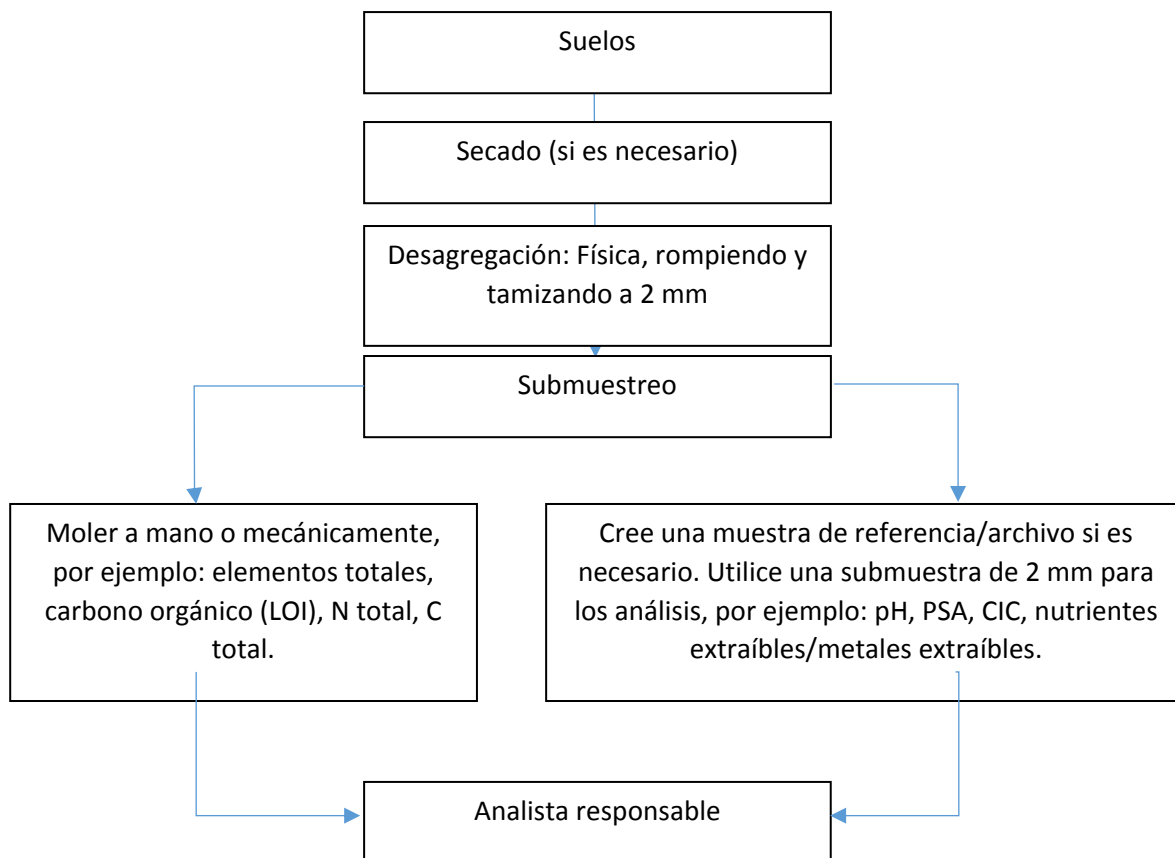 Suelos
Secado (si es necesario)
Desagregación: Física, rompiendo y
tamizando a 2 mm
Submuestreo
Moler a mano o mecánicamente,
por ejemplo: elementos totales,
carbono orgánico (LOI), N total, C
total.
Cree una muestra de referencia/archivo si es
necesario. Utilice una submuestra de 2 mm para
los análisis, por ejemplo: pH, PSA, CIC, nutrientes
extraíbles/metales extraíbles.
Analista responsable